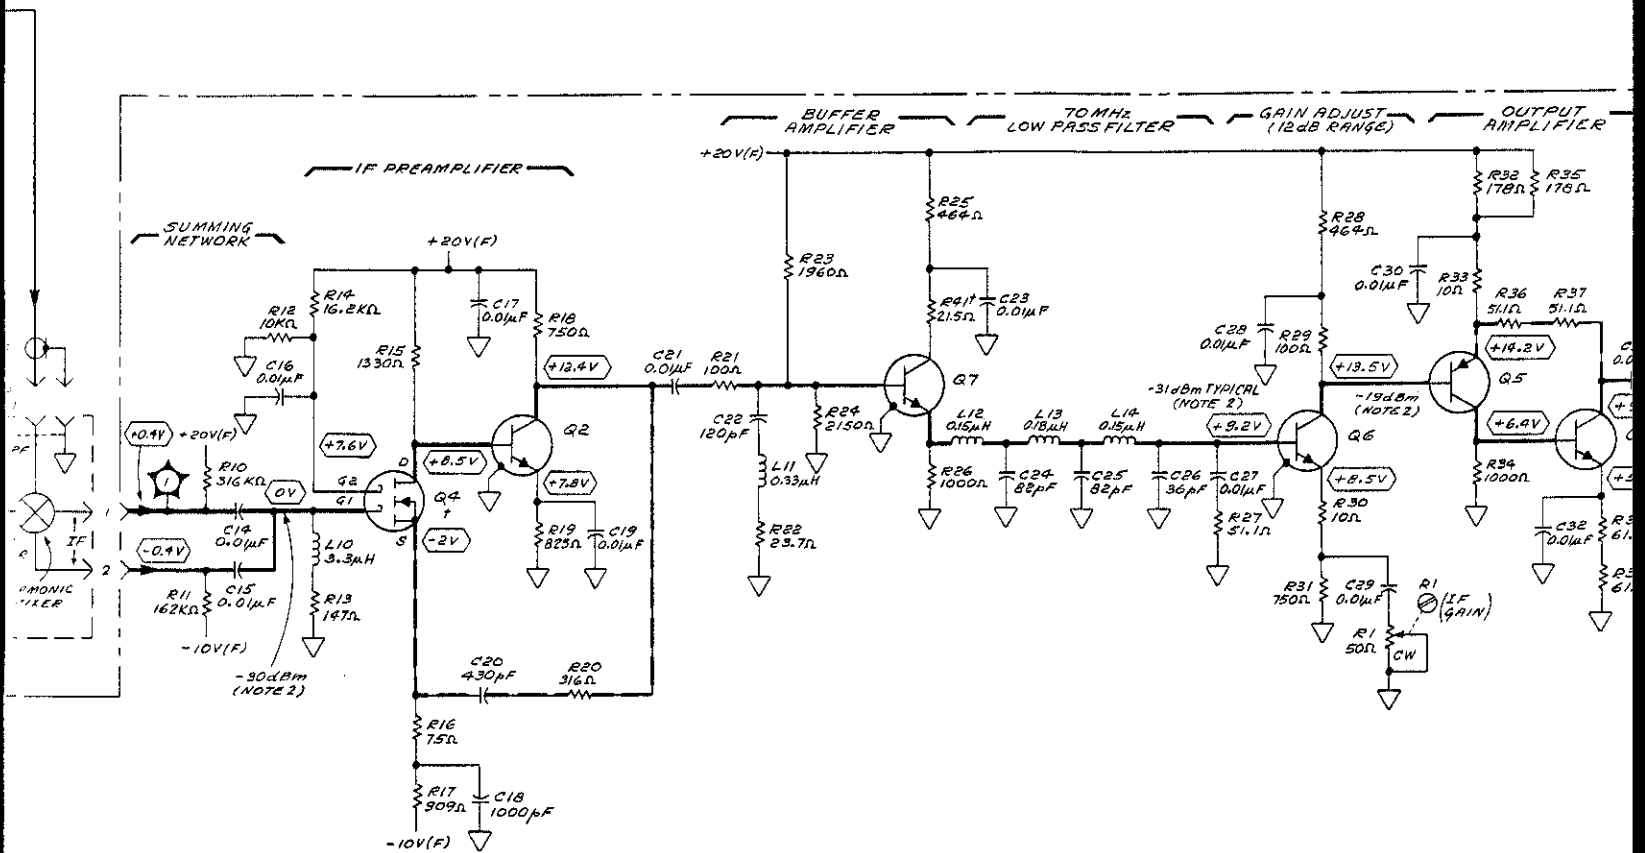 BUFFER
AMPLIFIER
70MHz
LOW PASS FILTER
GAIN ADJUST
(12dB RANGE)
OUTPUT
AMPLIFIER
IF PREAMPLIFIER
SUMMING
NETWORK
+20V(F)
+20V(F)
R12
10KΩ
R14
16.2KΩ
C16
0.01µF
R15
1330Ω
C17
0.01µF
R18
750Ω
+12.4V
Q2
+7.6V
+8.5V
+7.8V
G2
G1
D
S
Q4
†
-2V
R19
825Ω
C19
0.01µF
+0.4V
+20V(F)
1
R10
316KΩ
0V
C14
0.01µF
1
IF
2
-0.4V
R11
162KΩ
C15
0.01µF
-10V(F)
L10
3.3µH
R13
147Ω
-30dBm
(NOTE 2)
C20
430pF
R20
316Ω
R16
75Ω
R17
909Ω
C18
1000pF
-10V(F)
C21
0.01µF
R21
100Ω
R23
1960Ω
C22
120pF
L11
0.33µH
R22
23.7Ω
R24
2150Ω
R25
464Ω
R41†
21.5Ω
C23
0.01µF
Q7
R26
1000Ω
L12
0.15µH
L13
0.18µH
L14
0.15µH
C24
82pF
C25
82pF
C26
36pF
C27
0.01µF
R27
51.1Ω
-31dBm TYPICAL
(NOTE 2)
+9.2V
R28
464Ω
C28
0.01µF
R29
100Ω
+13.5V
Q6
+8.5V
R30
10Ω
R31
750Ω
C29
0.01µF
R1
(IF
GAIN)
R1
50Ω
CW
-19dBm
(NOTE 2)
R32
178Ω
R35
178Ω
C30
0.01µF
R33
10Ω
R36
51.1Ω
R37
51.1Ω
+14.2V
Q5
+6.4V
R34
1000Ω
C32
0.01µF